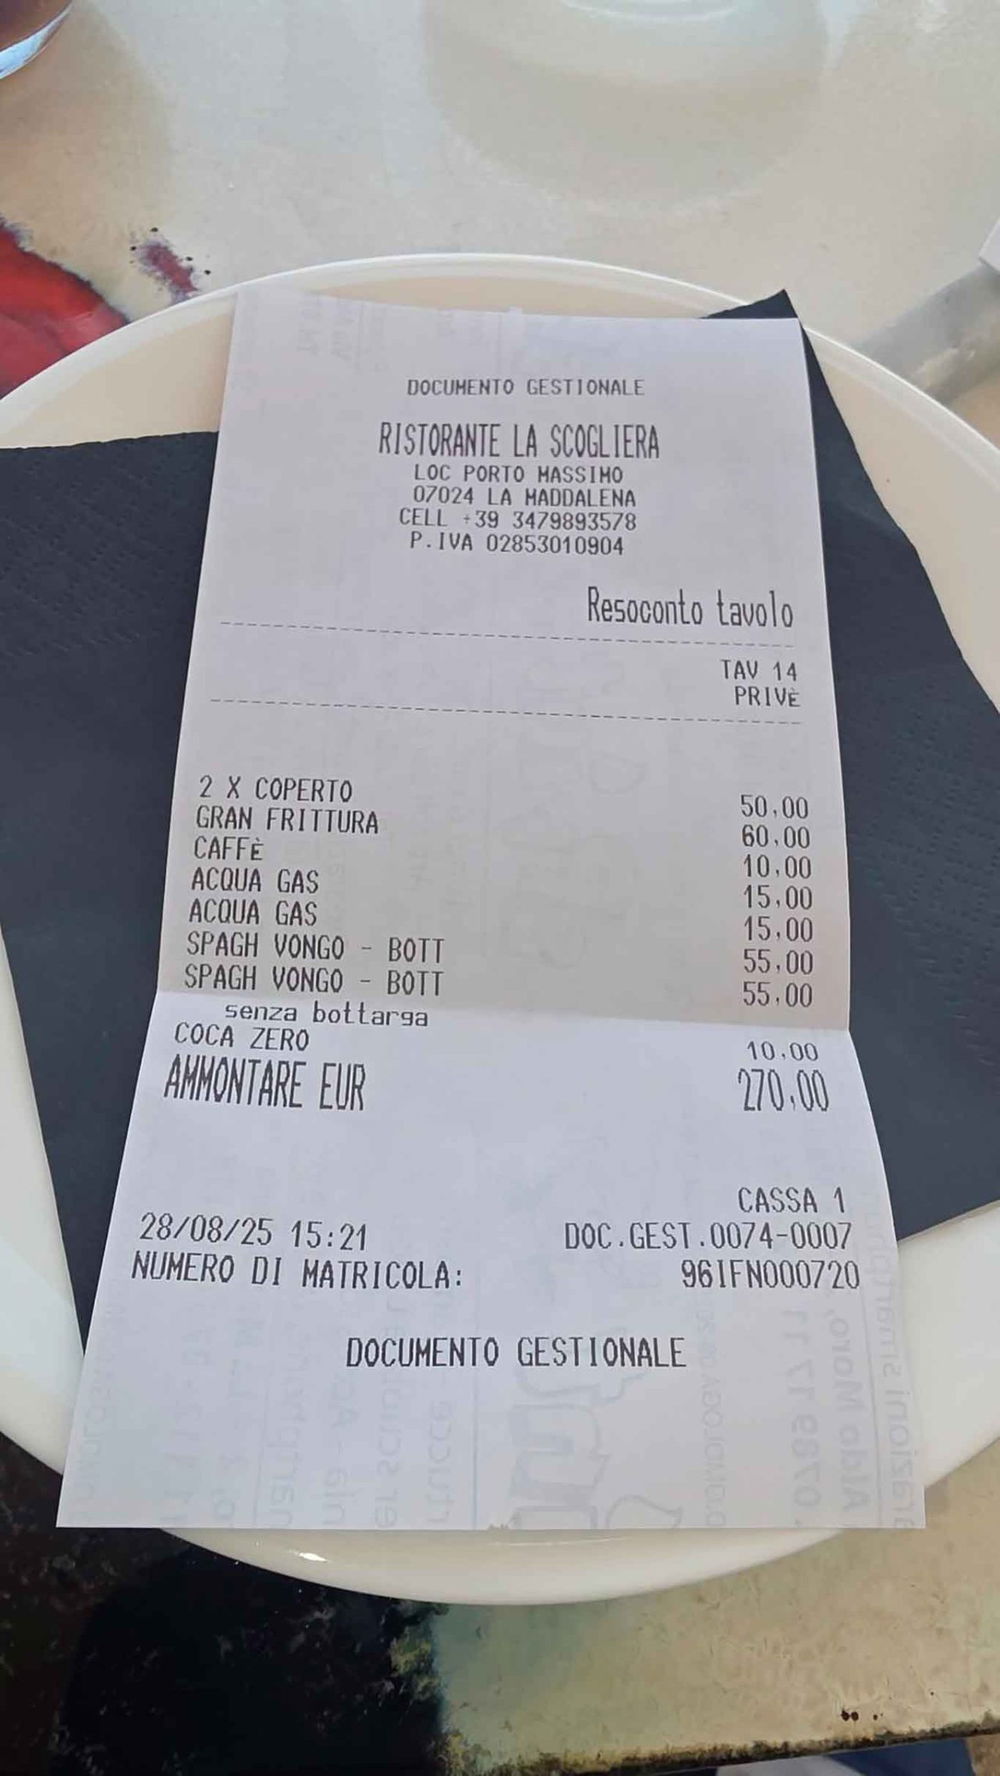 DOCUMENTO GESTIONALE
RISTORANTE LA SCOGLIERA
LOC PORTO MASSIMO
07024 LA MADDALENA
CELL +39 3479893578
P.IVA 02853010904
Resoconto tavolo
TAV 14
PRIVÈ
2 X COPERTO 50,00
GRAN FRITTURA 60,00
CAFFÈ 10,00
ACQUA GAS 15,00
ACQUA GAS 15,00
SPAGH VONGO - BOTT 55,00
SPAGH VONGO - BOTT 55,00
senza bottarga
COCA ZERO 10,00
AMMONTARE EUR 270,00
CASSA 1
28/08/25 15:21 DOC.GEST.0074-0007
NUMERO DI MATRICOLA: 96IFN000720
DOCUMENTO GESTIONALE